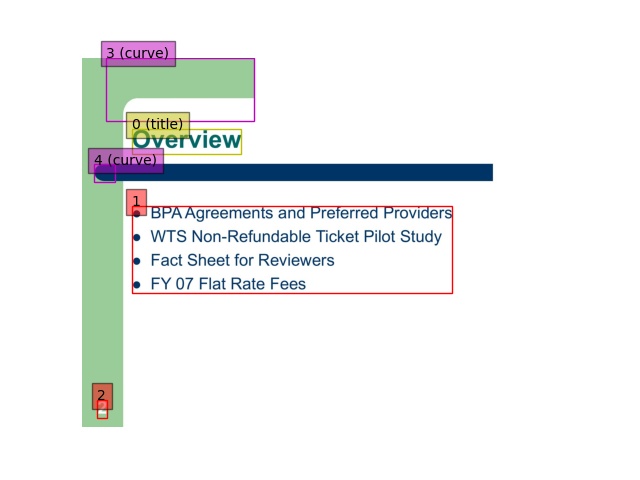 3 (curve)
0 (title)
Overview
4 (curve)
1
• BPA Agreements and Preferred Providers
• WTS Non-Refundable Ticket Pilot Study
• Fact Sheet for Reviewers
• FY 07 Flat Rate Fees
2
2